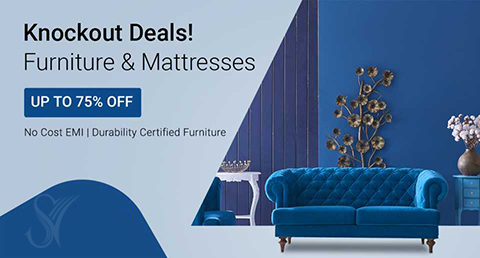 Knockout Deals!
Furniture & Mattresses
UP TO 75% OFF
No Cost EMI | Durability Certified Furniture